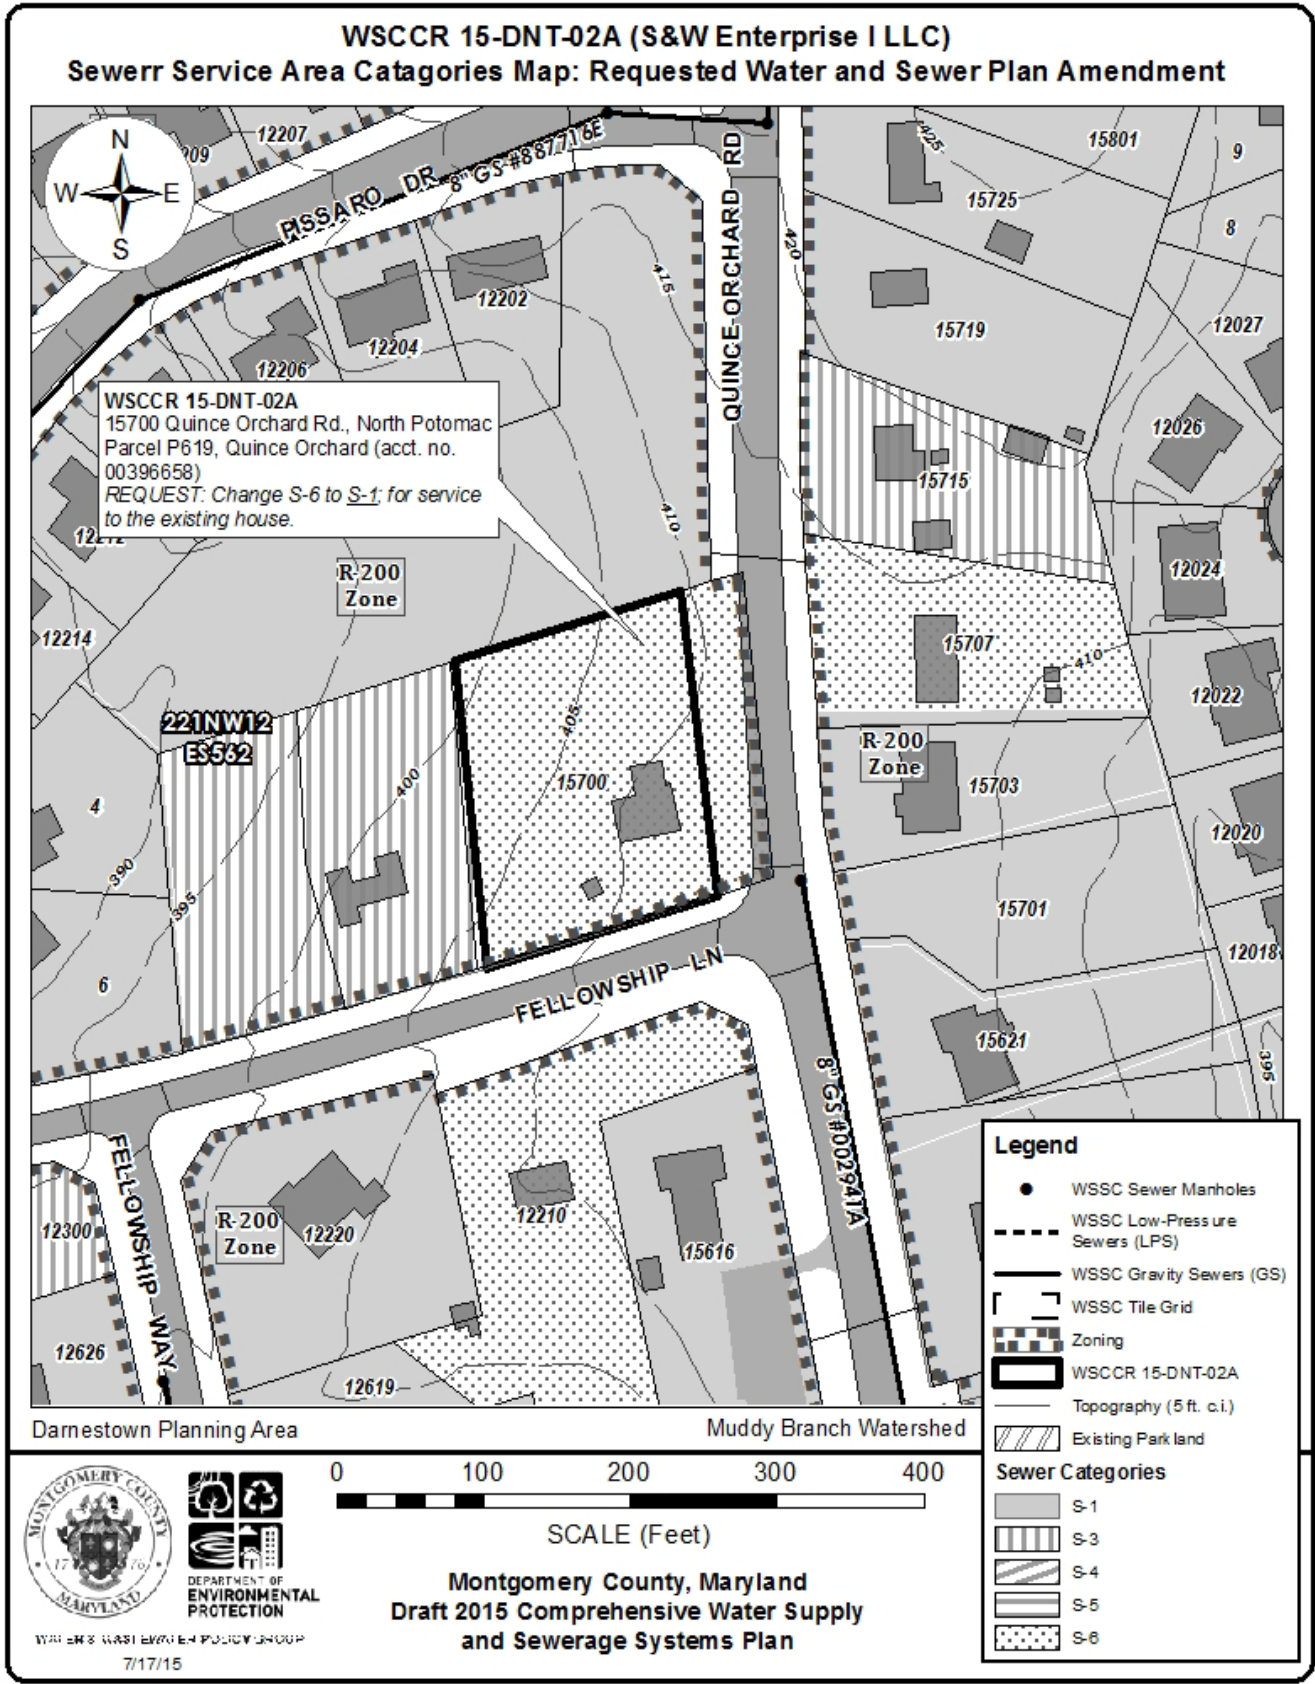 WSCCR 15-DNT-02A (S&W Enterprise I LLC)
Sewerr Service Area Catagories Map: Requested Water and Sewer Plan Amendment
N
W E
S
12207
09
PISSARO DR
8" GS #887716E
QUINCE ORCHARD RD
425
15801
9
15725
8
420
415
12202
12204
12206
15719
12027
WSCCR 15-DNT-02A
15700 Quince Orchard Rd., North Potomac
Parcel P619, Quince Orchard (acct. no.
00396658)
REQUEST: Change S-6 to S-1; for service
to the existing house.
12026
15715
410
12212
12024
R-200
Zone
12214
15707
410
12022
221NW12
ES562
405
R-200
Zone
15700
15703
400
4
12020
390
395
15701
12018
6
FELLOWSHIP LN
15621
395
8" GS #002941A
FELLOWSHIP WAY
12300
R-200
Zone
12220
12210
15616
12626
12619
Legend
WSSC Sewer Manholes
WSSC Low-Pressure
Sewers (LPS)
WSSC Gravity Sewers (GS)
WSSC Tile Grid
Zoning
WSCCR 15-DNT-02A
Topography (5 ft. c.i.)
Existing Parkland
Sewer Categories
S-1
S-3
S-4
S-5
S-6
Darnestown Planning Area
Muddy Branch Watershed
0 100 200 300 400
SCALE (Feet)
MONTGOMERY COUNTY
17 76
MARYLAND
DEPARTMENT OF
ENVIRONMENTAL
PROTECTION
WATER & WASTEWATER POLICY GROUP
7/17/15
Montgomery County, Maryland
Draft 2015 Comprehensive Water Supply
and Sewerage Systems Plan